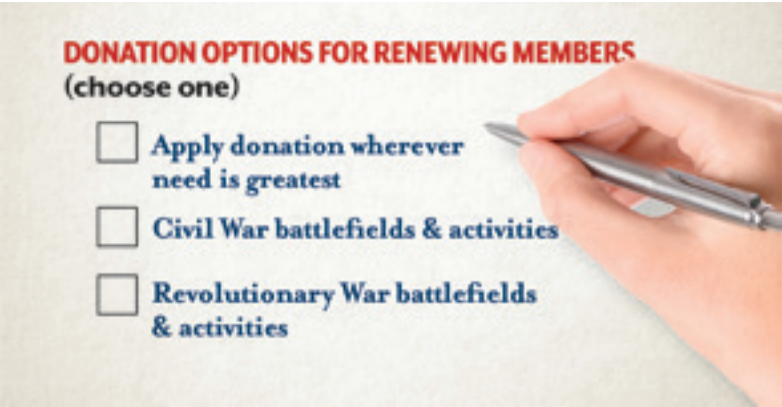 DONATION OPTIONS FOR RENEWING MEMBERS
(choose one)
Apply donation wherever
need is greatest
Civil War battlefields & activities
Revolutionary War battlefields
& activities